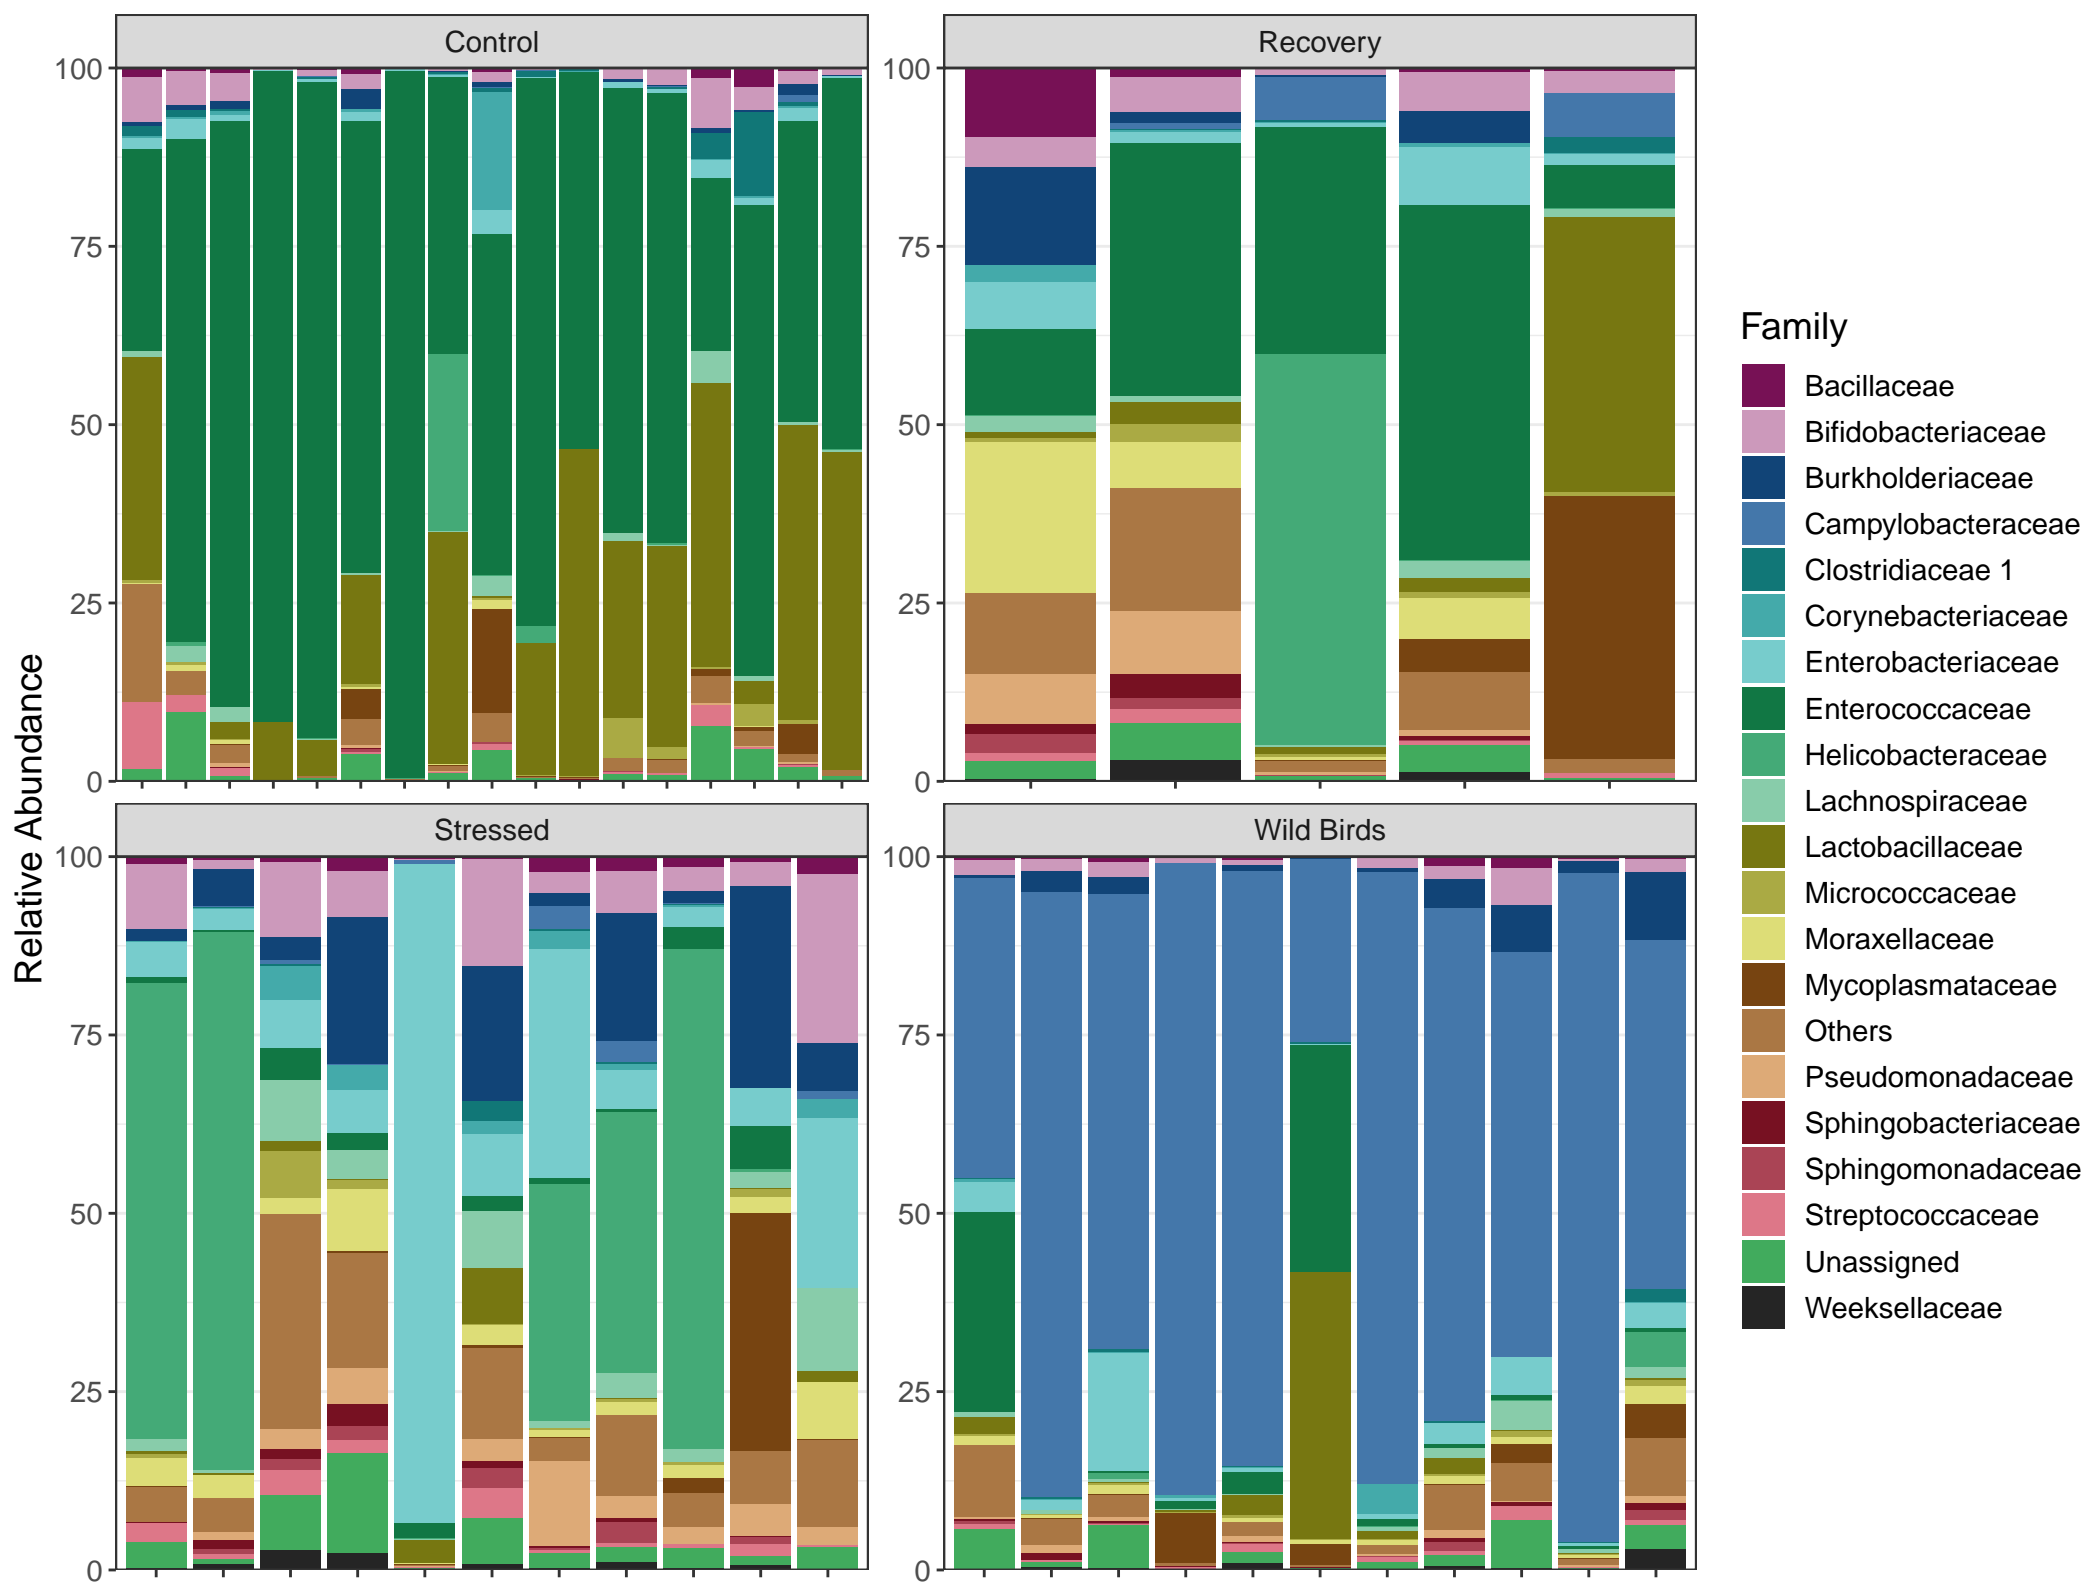 Control
Recovery
100
75
50
25
0
100
75
50
25
0
Stressed
Wild Birds
100
75
50
25
0
100
75
50
25
0
Relative Abundance
Family
Bacillaceae
Bifidobacteriaceae
Burkholderiaceae
Campylobacteraceae
Clostridiaceae 1
Corynebacteriaceae
Enterobacteriaceae
Enterococcaceae
Helicobacteraceae
Lachnospiraceae
Lactobacillaceae
Micrococcaceae
Moraxellaceae
Mycoplasmataceae
Others
Pseudomonadaceae
Sphingobacteriaceae
Sphingomonadaceae
Streptococcaceae
Unassigned
Weeksellaceae